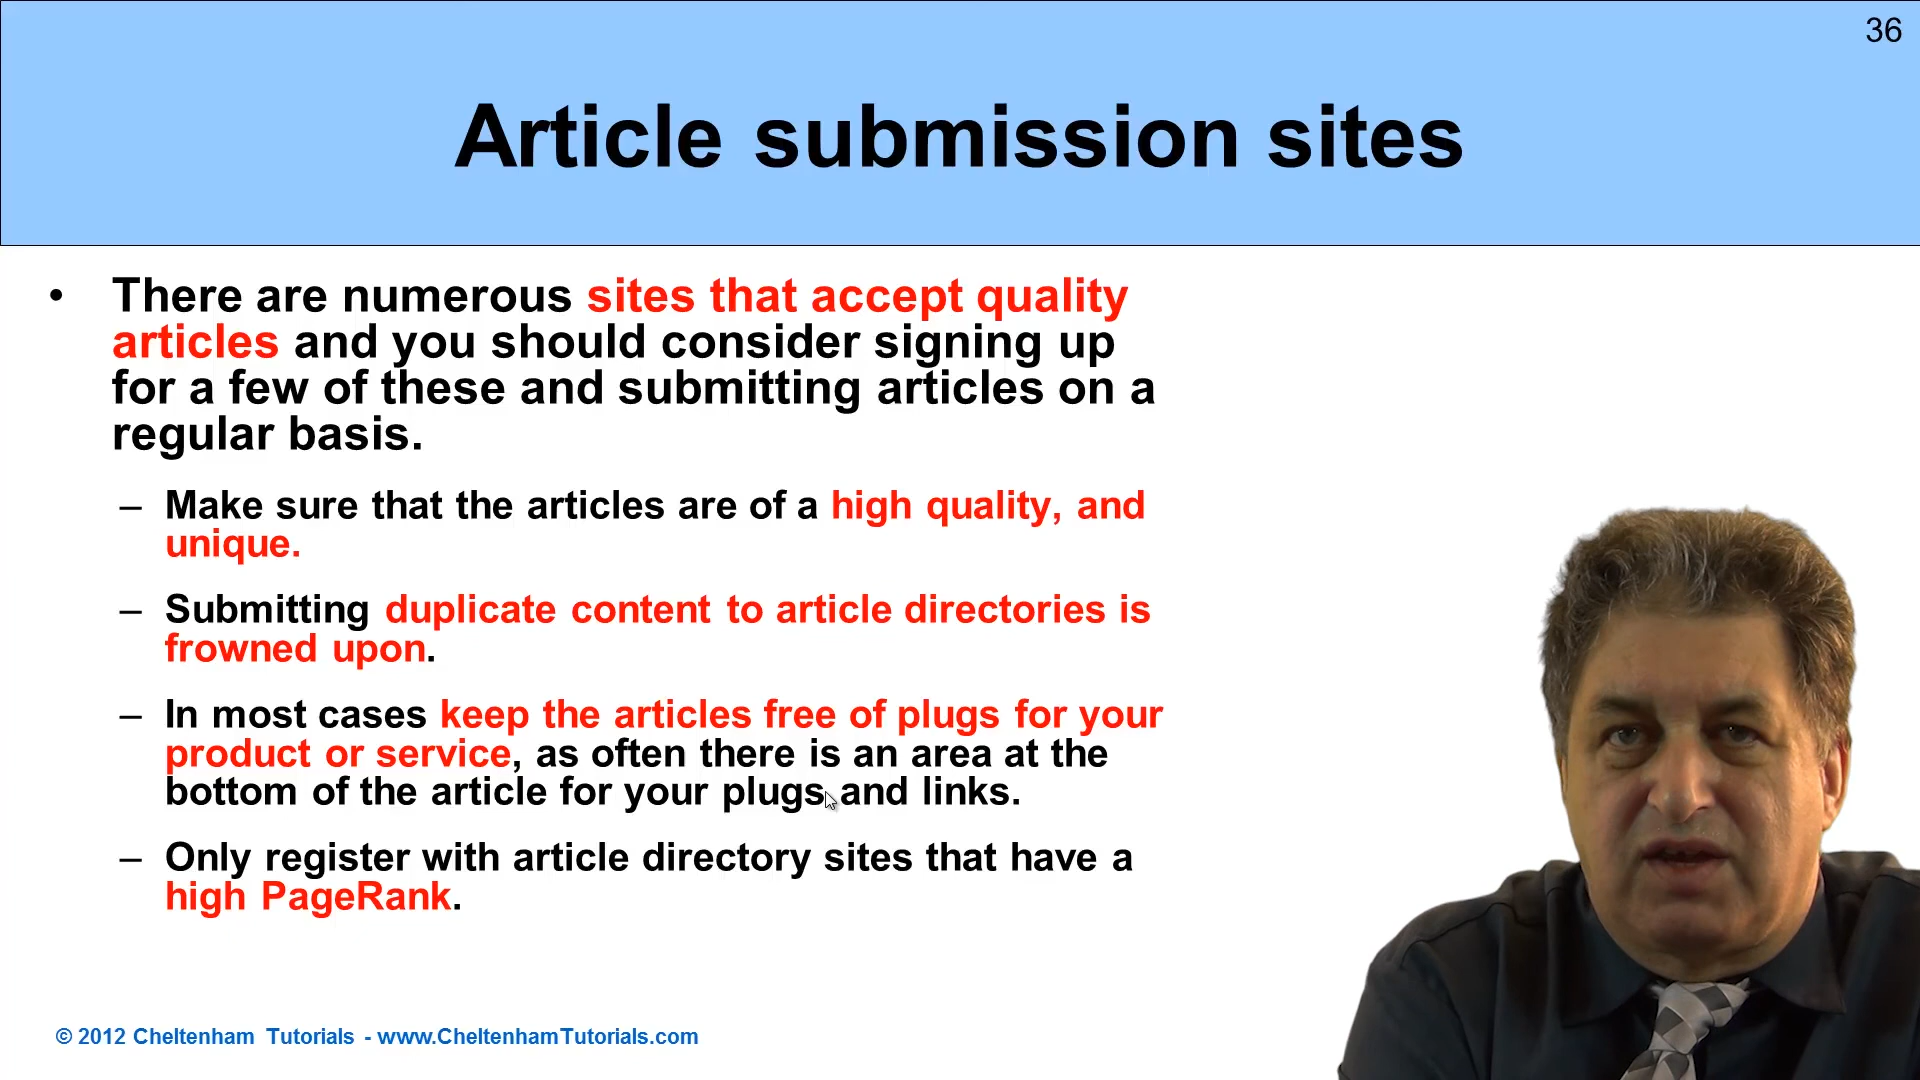 36
Article submission sites
• There are numerous sites that accept quality
articles and you should consider signing up
for a few of these and submitting articles on a
regular basis.
– Make sure that the articles are of a high quality, and
unique.
– Submitting duplicate content to article directories is
frowned upon.
– In most cases keep the articles free of plugs for your
product or service, as often there is an area at the
bottom of the article for your plugs and links.
– Only register with article directory sites that have a
high PageRank.
© 2012 Cheltenham Tutorials - www.CheltenhamTutorials.com